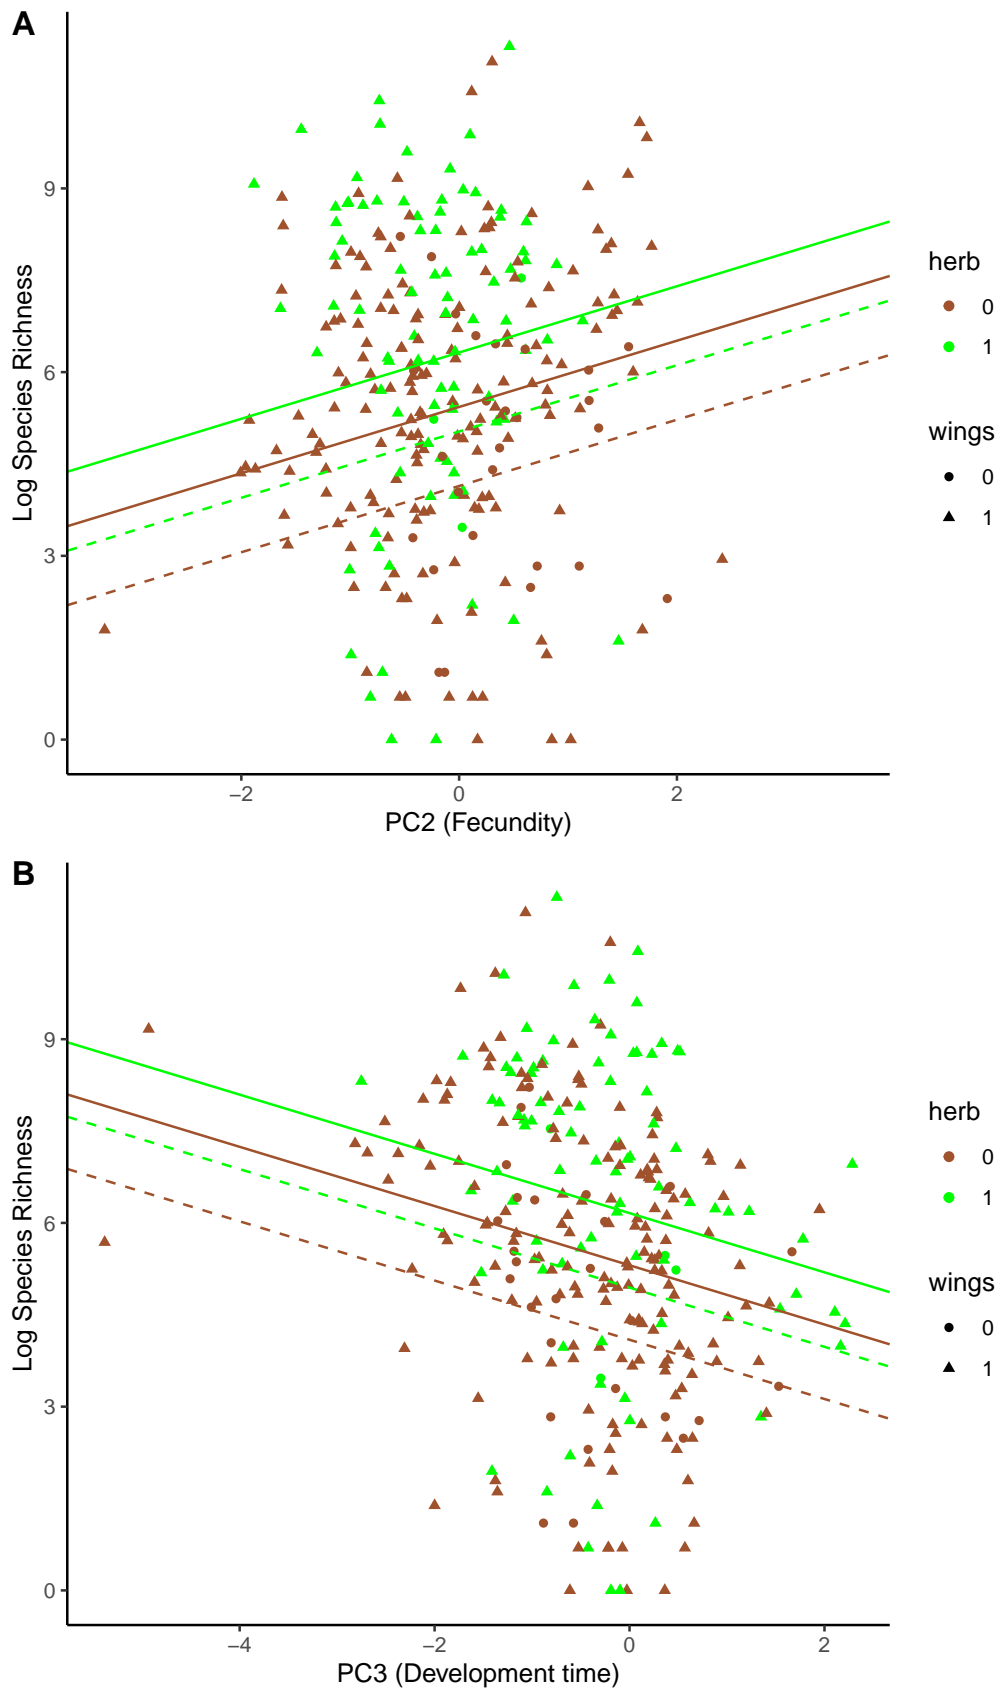 A
Log Species Richness
9
6
3
0
−2
0
2
PC2 (Fecundity)
herb
0
1
wings
0
1
B
Log Species Richness
9
6
3
0
−4
−2
0
2
PC3 (Development time)
herb
0
1
wings
0
1